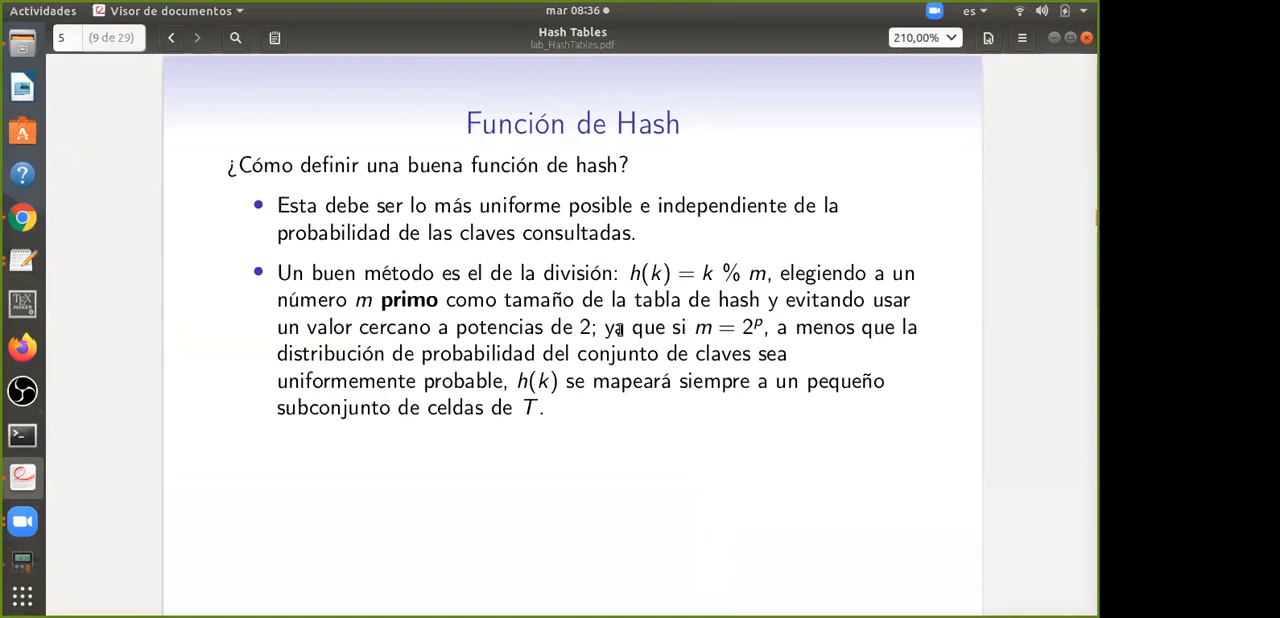 Actividades Visor de documentos mar 08:36 es
5 (9 de 29) Hash Tables 210,00%
lab_HashTables.pdf
Función de Hash
¿Cómo definir una buena función de hash?
• Esta debe ser lo más uniforme posible e independiente de la
probabilidad de las claves consultadas.
• Un buen método es el de la división: h(k) = k % m, elegiendo a un
número m primo como tamaño de la tabla de hash y evitando usar
un valor cercano a potencias de 2; ya que si m = 2^p, a menos que la
distribución de probabilidad del conjunto de claves sea
uniformemente probable, h(k) se mapeará siempre a un pequeño
subconjunto de celdas de T.